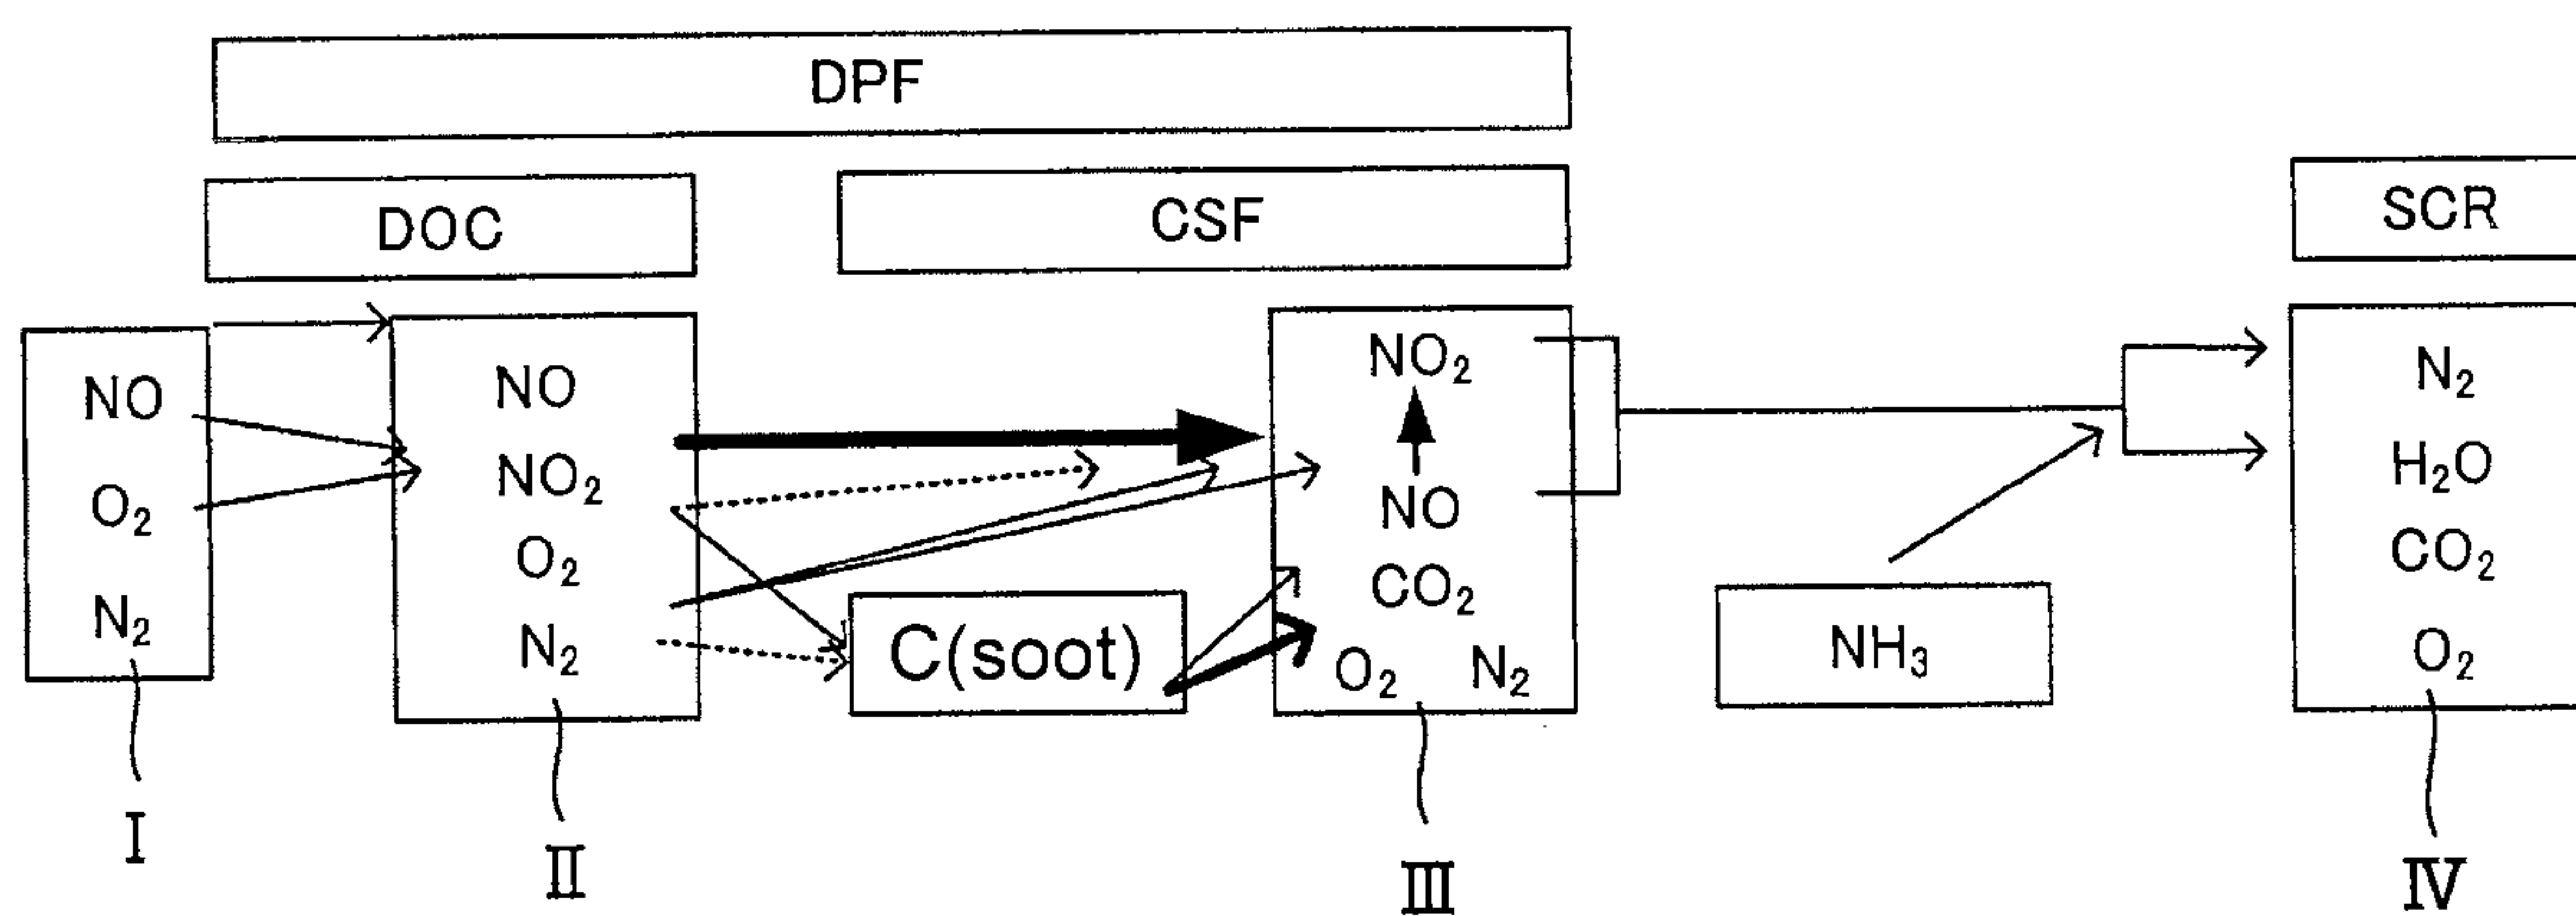 DPF
DOC
CSF
SCR
NO
O₂
N₂
I
NO
NO₂
O₂
N₂
II
C(soot)
NO₂
NO
CO₂
O₂ N₂
III
NH₃
N₂
H₂O
CO₂
O₂
IV